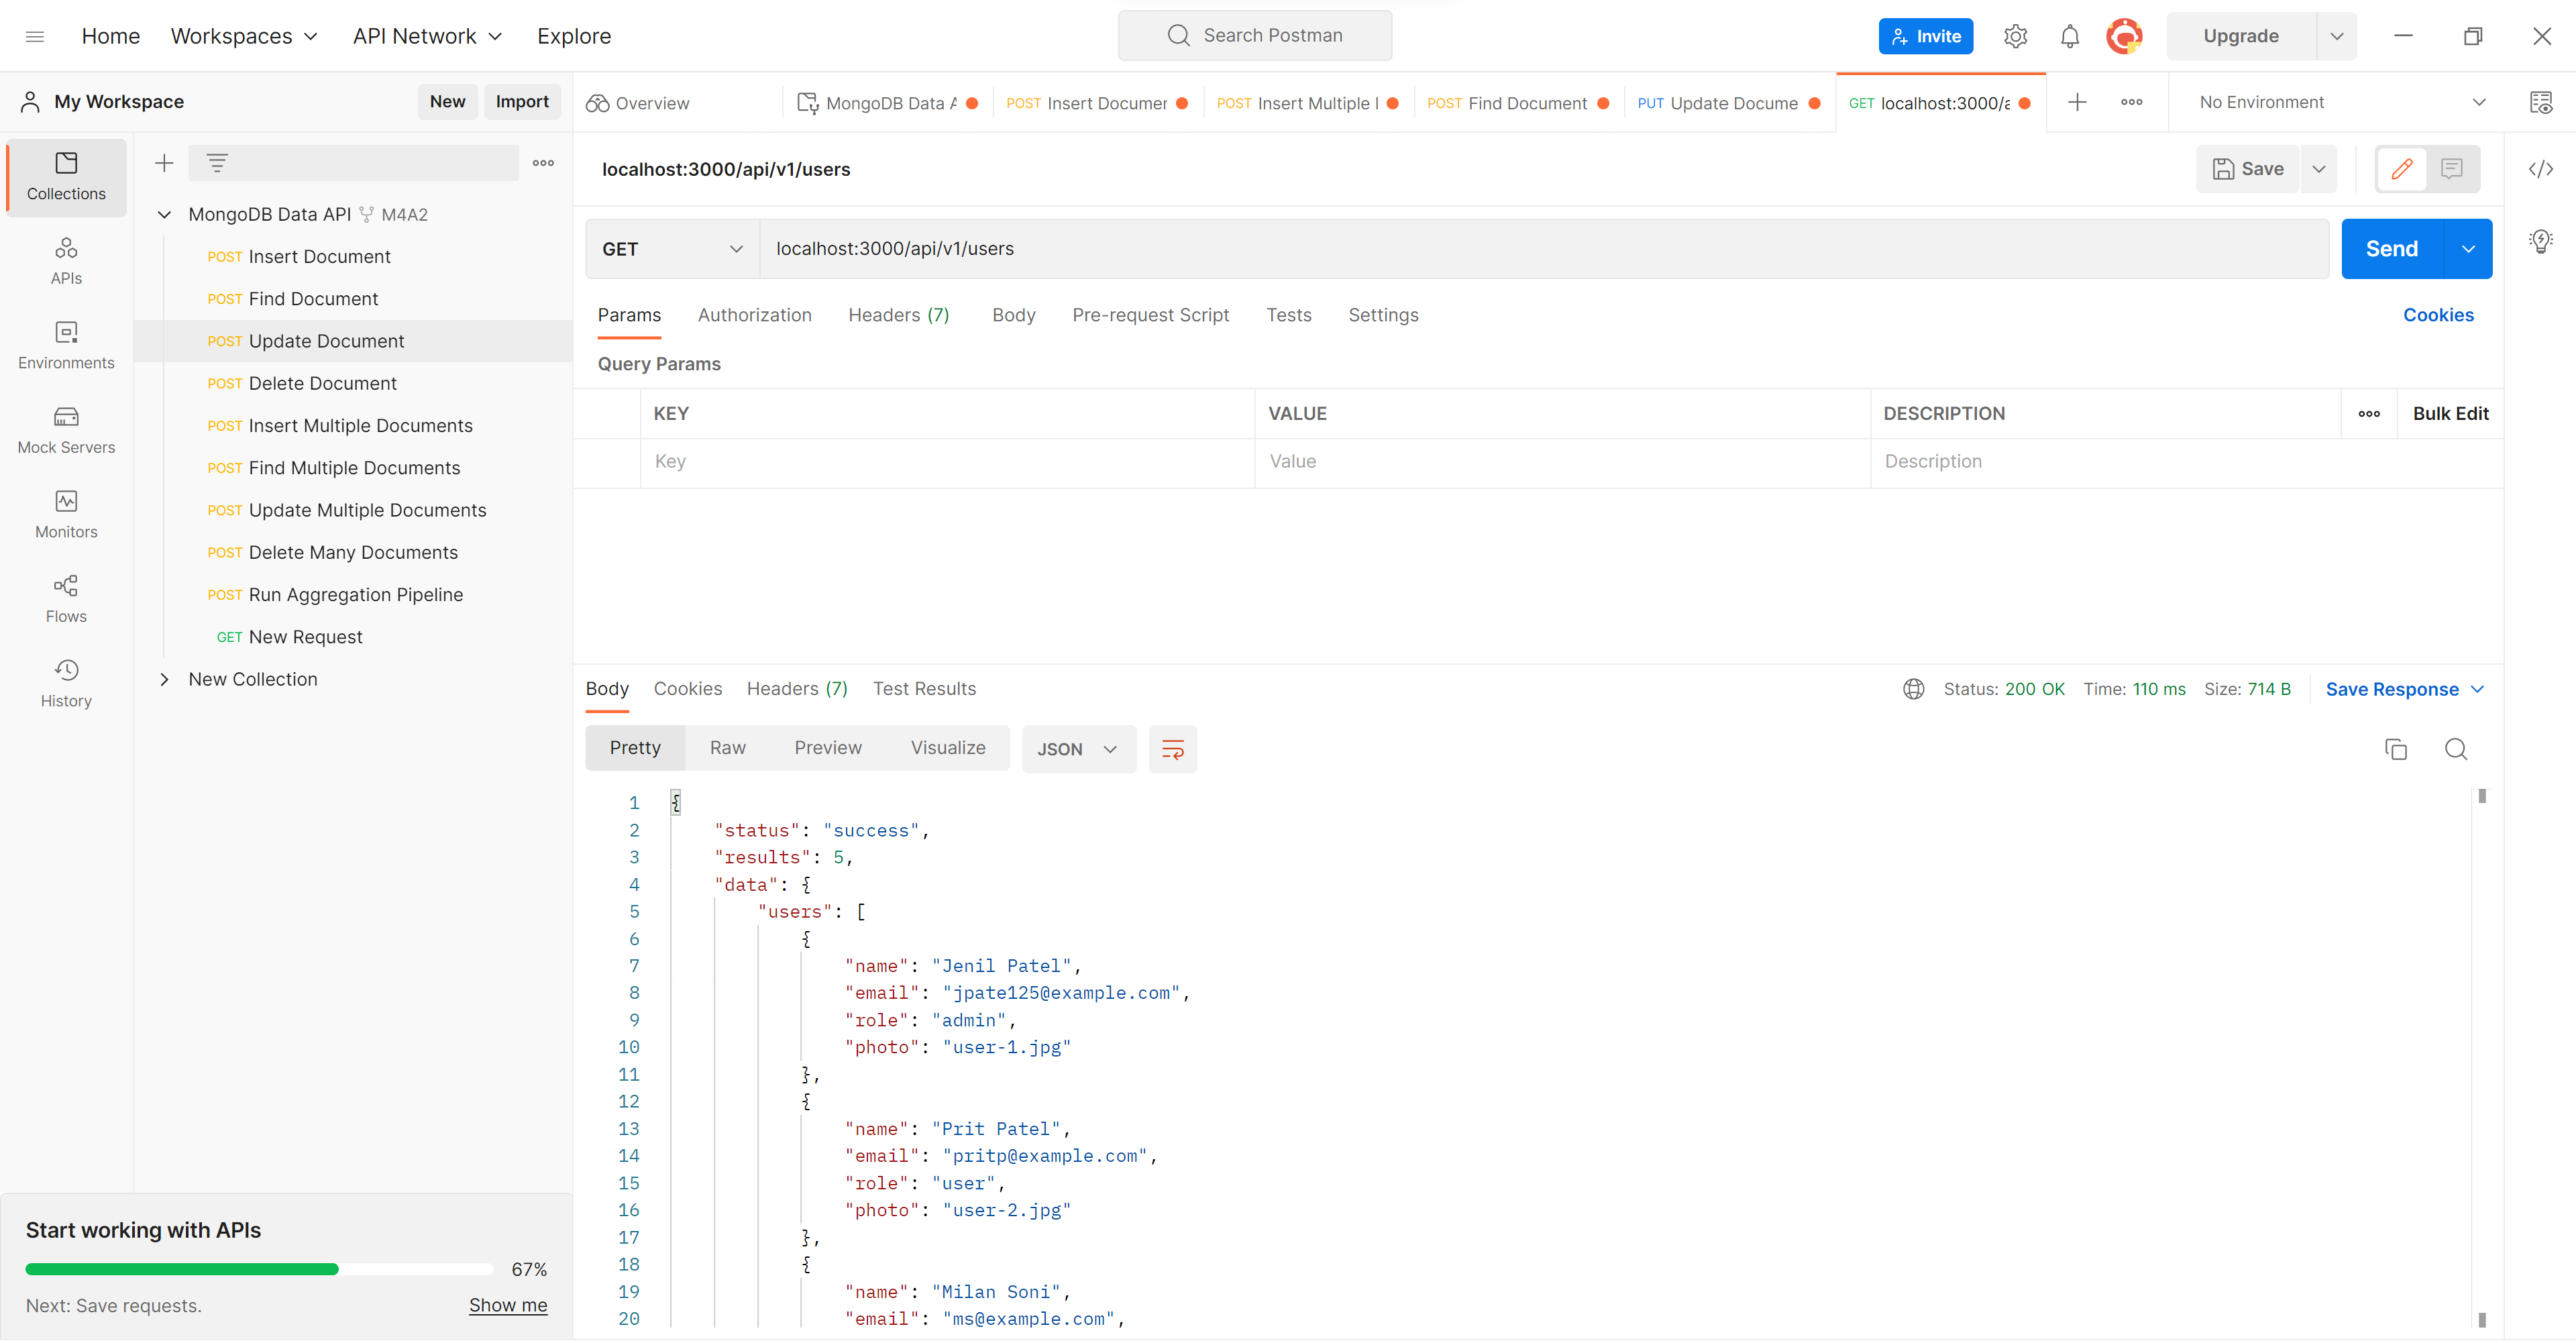 Home Workspaces API Network Explore Search Postman Invite Upgrade
My Workspace New Import
Overview MongoDB Data A POST Insert Documen POST Insert Multiple POST Find Document PUT Update Docume GET localhost:3000/a No Environment
Collections
APIs
Environments
Mock Servers
Monitors
Flows
History
MongoDB Data API M4A2
POST Insert Document
POST Find Document
POST Update Document
POST Delete Document
POST Insert Multiple Documents
POST Find Multiple Documents
POST Update Multiple Documents
POST Delete Many Documents
POST Run Aggregation Pipeline
GET New Request
New Collection
Start working with APIs
67%
Next: Save requests. Show me
localhost:3000/api/v1/users Save
GET localhost:3000/api/v1/users Send
Params Authorization Headers (7) Body Pre-request Script Tests Settings Cookies
Query Params
KEY VALUE DESCRIPTION Bulk Edit
Key Value Description
Body Cookies Headers (7) Test Results Status: 200 OK Time: 110 ms Size: 714 B Save Response
Pretty Raw Preview Visualize JSON
1 {
2 "status": "success",
3 "results": 5,
4 "data": {
5 "users": [
6 {
7 "name": "Jenil Patel",
8 "email": "jpate125@example.com",
9 "role": "admin",
10 "photo": "user-1.jpg"
11 },
12 {
13 "name": "Prit Patel",
14 "email": "pritp@example.com",
15 "role": "user",
16 "photo": "user-2.jpg"
17 },
18 {
19 "name": "Milan Soni",
20 "email": "ms@example.com",